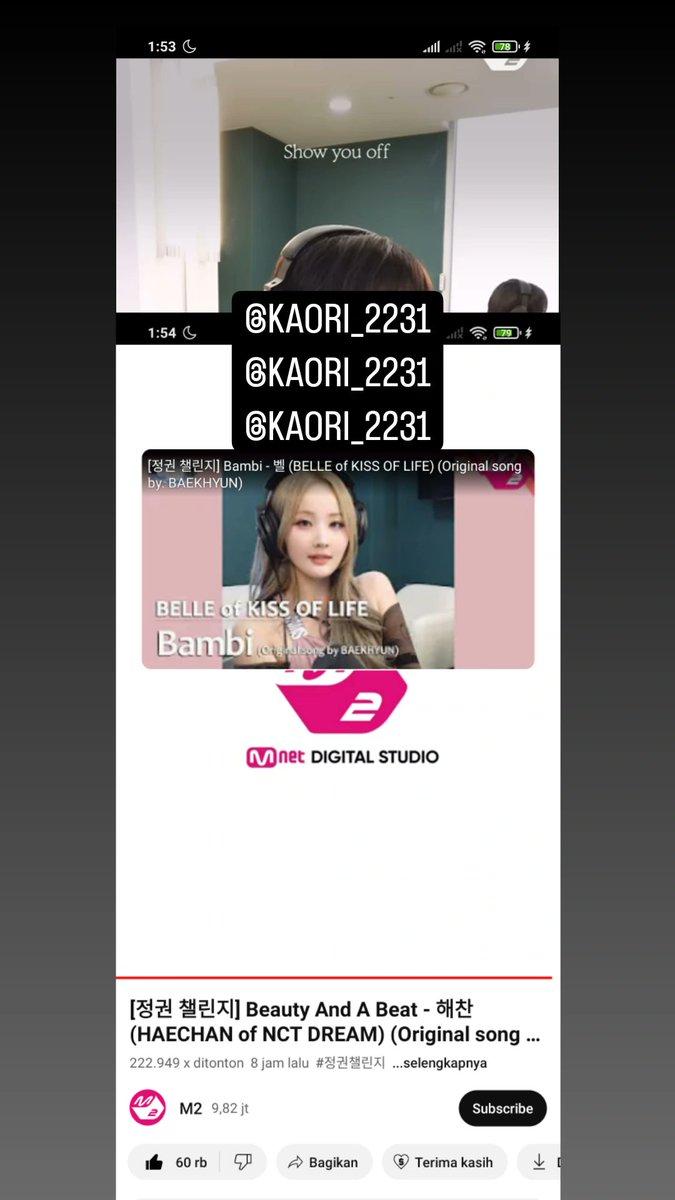 1:53
78
Show you off
@KAORI_2231
1:54
79
@KAORI_2231
@KAORI_2231
[정권 챌린지] Bambi - 벨 (BELLE of KISS OF LIFE) (Original song
by. BAEKHYUN)
BELLE of KISS OF LIFE
Bambi (Original song by BAEKHYUN)
2
Mnet DIGITAL STUDIO
[정권 챌린지] Beauty And A Beat - 해찬
(HAECHAN of NCT DREAM) (Original song ...
222.949 x ditonton 8 jam lalu #정권챌린지 ...selengkapnya
M2 9,82 jt
Subscribe
60 rb
Bagikan
Terima kasih